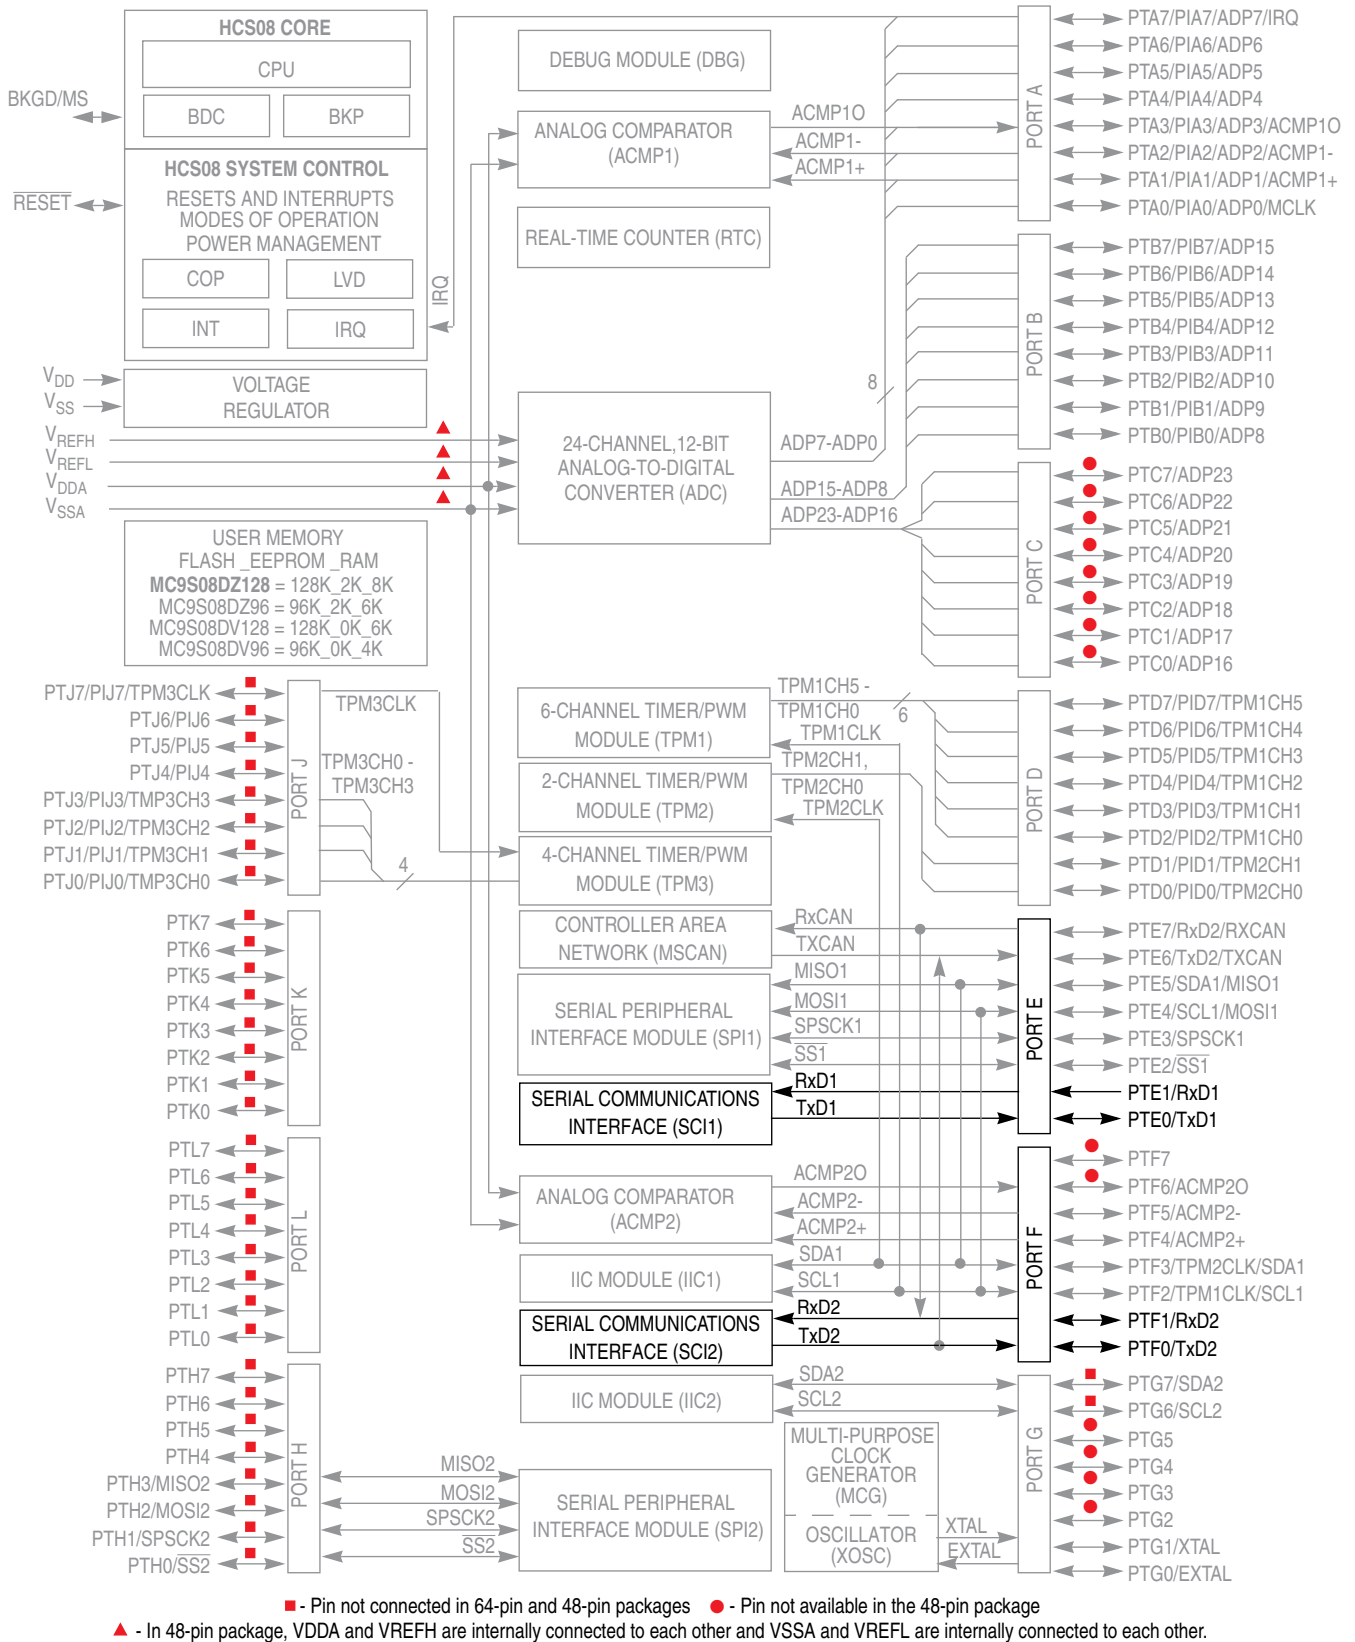 HCS08 CORE
CPU
BDC
BKP
BKGD/MS
HCS08 SYSTEM CONTROL
RESETS AND INTERRUPTS
MODES OF OPERATION
POWER MANAGEMENT
RESET
COP
LVD
INT
IRQ
IRQ
VDD
VSS
VOLTAGE
REGULATOR
VREFH
VREFL
VDDA
VSSA
USER MEMORY
FLASH _EEPROM _RAM
MC9S08DZ128 = 128K_2K_8K
MC9S08DZ96 = 96K_2K_6K
MC9S08DV128 = 128K_0K_6K
MC9S08DV96 = 96K_0K_4K
DEBUG MODULE (DBG)
ANALOG COMPARATOR
(ACMP1)
ACMP1O
ACMP1-
ACMP1+
REAL-TIME COUNTER (RTC)
24-CHANNEL,12-BIT
ANALOG-TO-DIGITAL
CONVERTER (ADC)
8
ADP7-ADP0
ADP15-ADP8
ADP23-ADP16
PORT A
PTA7/PIA7/ADP7/IRQ
PTA6/PIA6/ADP6
PTA5/PIA5/ADP5
PTA4/PIA4/ADP4
PTA3/PIA3/ADP3/ACMP1O
PTA2/PIA2/ADP2/ACMP1-
PTA1/PIA1/ADP1/ACMP1+
PTA0/PIA0/ADP0/MCLK
PORT B
PTB7/PIB7/ADP15
PTB6/PIB6/ADP14
PTB5/PIB5/ADP13
PTB4/PIB4/ADP12
PTB3/PIB3/ADP11
PTB2/PIB2/ADP10
PTB1/PIB1/ADP9
PTB0/PIB0/ADP8
PORT C
PTC7/ADP23
PTC6/ADP22
PTC5/ADP21
PTC4/ADP20
PTC3/ADP19
PTC2/ADP18
PTC1/ADP17
PTC0/ADP16
PTJ7/PIJ7/TPM3CLK
PTJ6/PIJ6
PTJ5/PIJ5
PTJ4/PIJ4
PTJ3/PIJ3/TMP3CH3
PTJ2/PIJ2/TPM3CH2
PTJ1/PIJ1/TPM3CH1
PTJ0/PIJ0/TMP3CH0
PORT J
TPM3CLK
TPM3CH0 -
TPM3CH3
4
6-CHANNEL TIMER/PWM
MODULE (TPM1)
TPM1CH5 -
TPM1CH0
6
TPM1CLK
2-CHANNEL TIMER/PWM
MODULE (TPM2)
TPM2CH1,
TPM2CH0
TPM2CLK
4-CHANNEL TIMER/PWM
MODULE (TPM3)
PORT D
PTD7/PID7/TPM1CH5
PTD6/PID6/TPM1CH4
PTD5/PID5/TPM1CH3
PTD4/PID4/TPM1CH2
PTD3/PID3/TPM1CH1
PTD2/PID2/TPM1CH0
PTD1/PID1/TPM2CH1
PTD0/PID0/TPM2CH0
PTK7
PTK6
PTK5
PTK4
PTK3
PTK2
PTK1
PTK0
PORT K
CONTROLLER AREA
NETWORK (MSCAN)
RxCAN
TXCAN
SERIAL PERIPHERAL
INTERFACE MODULE (SPI1)
MISO1
MOSI1
SPSCK1
SS1
SERIAL COMMUNICATIONS
INTERFACE (SCI1)
RxD1
TxD1
PORT E
PTE7/RxD2/RXCAN
PTE6/TxD2/TXCAN
PTE5/SDA1/MISO1
PTE4/SCL1/MOSI1
PTE3/SPSCK1
PTE2/SS1
PTE1/RxD1
PTE0/TxD1
PTL7
PTL6
PTL5
PTL4
PTL3
PTL2
PTL1
PTL0
PORT L
ANALOG COMPARATOR
(ACMP2)
ACMP2O
ACMP2-
ACMP2+
IIC MODULE (IIC1)
SDA1
SCL1
SERIAL COMMUNICATIONS
INTERFACE (SCI2)
RxD2
TxD2
PORT F
PTF7
PTF6/ACMP2O
PTF5/ACMP2-
PTF4/ACMP2+
PTF3/TPM2CLK/SDA1
PTF2/TPM1CLK/SCL1
PTF1/RxD2
PTF0/TxD2
PTH7
PTH6
PTH5
PTH4
PTH3/MISO2
PTH2/MOSI2
PTH1/SPSCK2
PTH0/SS2
PORT H
MISO2
MOSI2
SPSCK2
SS2
IIC MODULE (IIC2)
SDA2
SCL2
SERIAL PERIPHERAL
INTERFACE MODULE (SPI2)
MULTI-PURPOSE
CLOCK
GENERATOR
(MCG)
OSCILLATOR
(XOSC)
XTAL
EXTAL
PORT G
PTG7/SDA2
PTG6/SCL2
PTG5
PTG4
PTG3
PTG2
PTG1/XTAL
PTG0/EXTAL
- Pin not connected in 64-pin and 48-pin packages - Pin not available in the 48-pin package
- In 48-pin package, VDDA and VREFH are internally connected to each other and VSSA and VREFL are internally connected to each other.